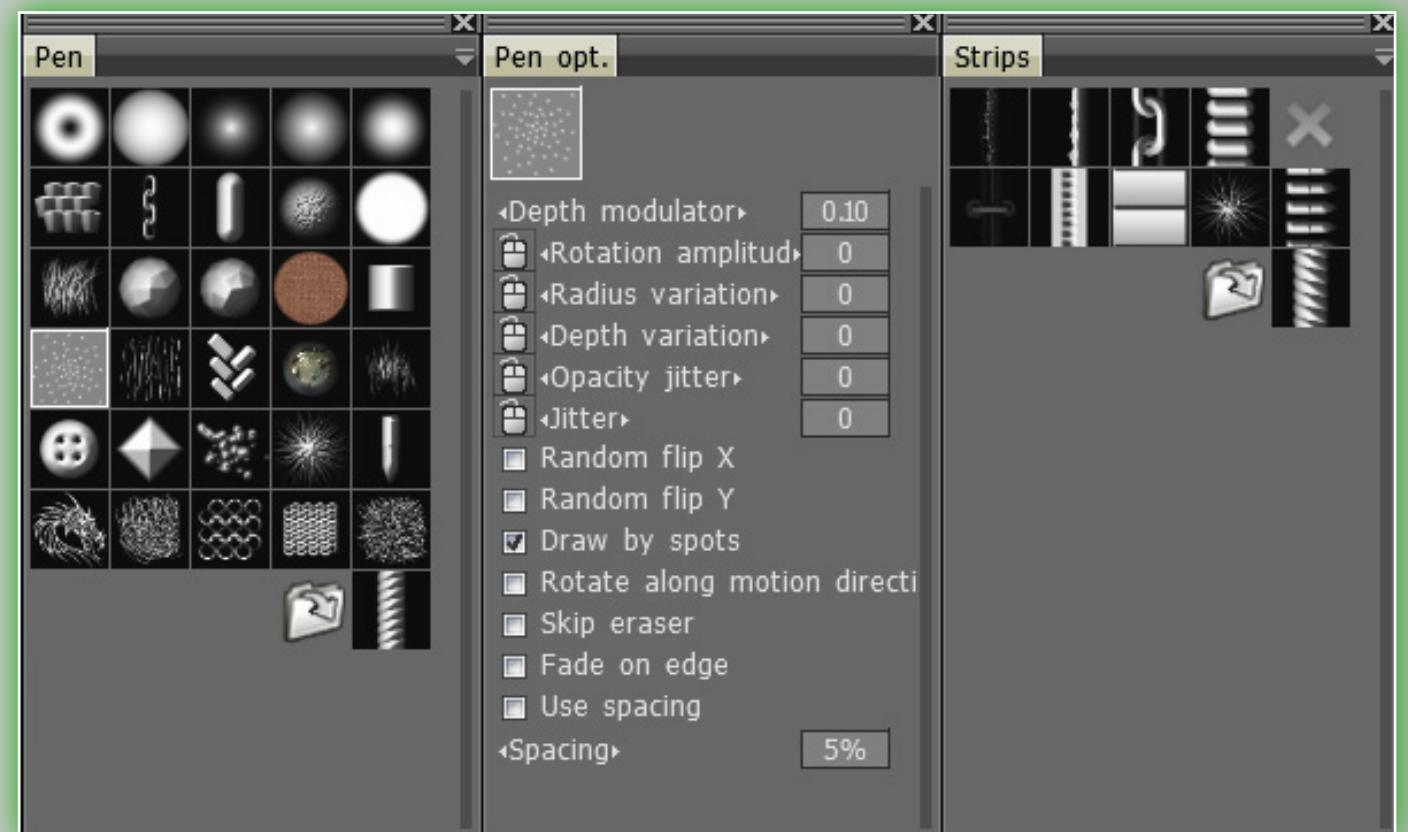 Pen
Pen opt.
Strips
Depth modulator 0.10
Rotation amplitud 0
Radius variation 0
Depth variation 0
Opacity jitter 0
Jitter 0
Random flip X
Random flip Y
Draw by spots
Rotate along motion directi
Skip eraser
Fade on edge
Use spacing
Spacing 5%